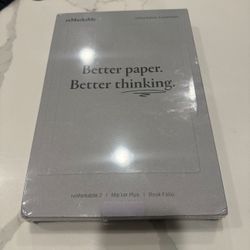 reMarkable
Better paper.
Better thinking.
reMarkable 2 / Marker Plus / Book Folio